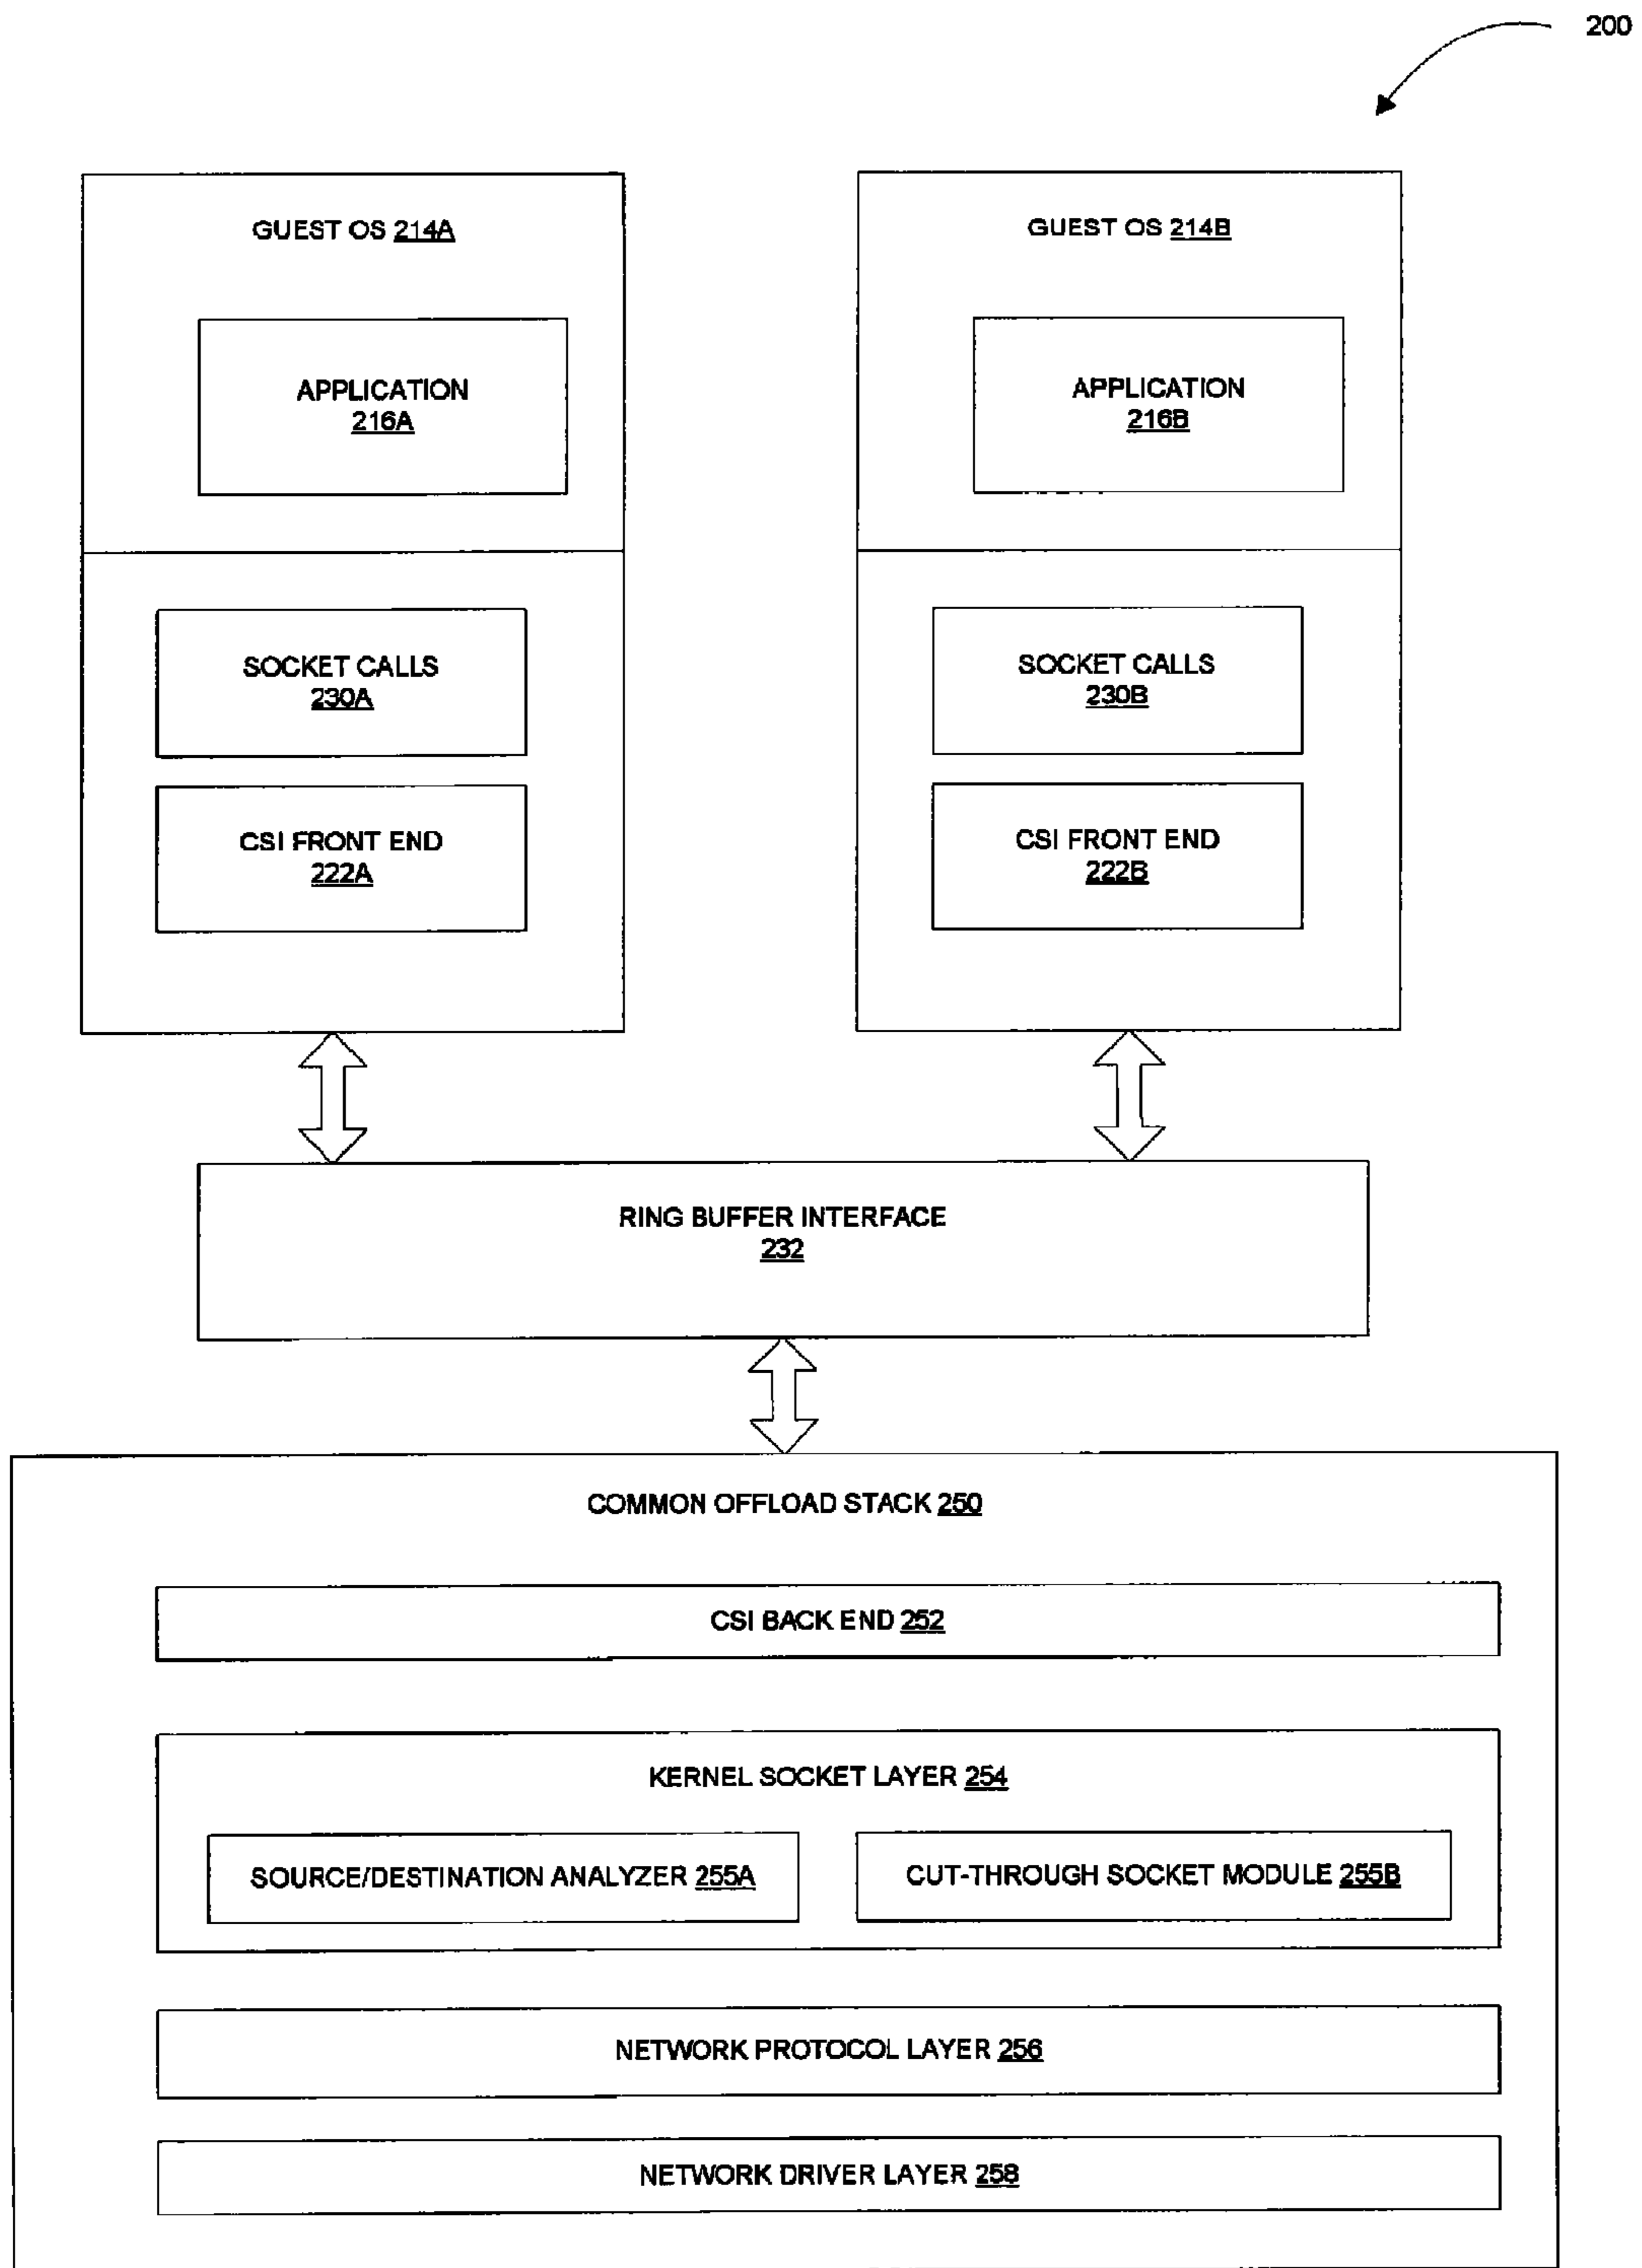 200
GUEST OS 214A
APPLICATION
216A
SOCKET CALLS
230A
CSI FRONT END
222A
GUEST OS 214B
APPLICATION
216B
SOCKET CALLS
230B
CSI FRONT END
222B
RING BUFFER INTERFACE
232
COMMON OFFLOAD STACK 250
CSI BACK END 252
KERNEL SOCKET LAYER 254
SOURCE/DESTINATION ANALYZER 255A
CUT-THROUGH SOCKET MODULE 255B
NETWORK PROTOCOL LAYER 256
NETWORK DRIVER LAYER 258